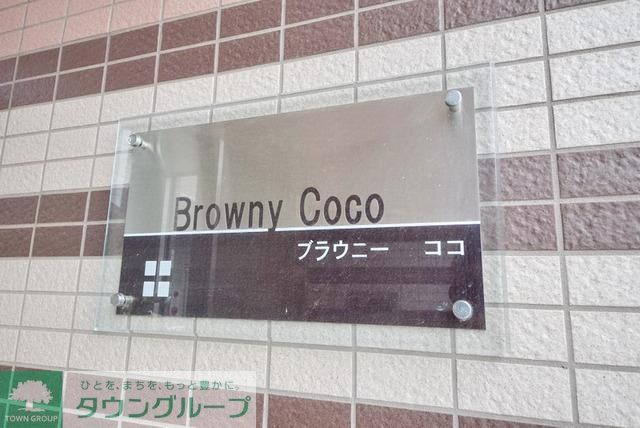 Browny Coco
ブラウニー ココ
ひとを、まちを、もっと豊かに。
タウングループ
TOWN GROUP